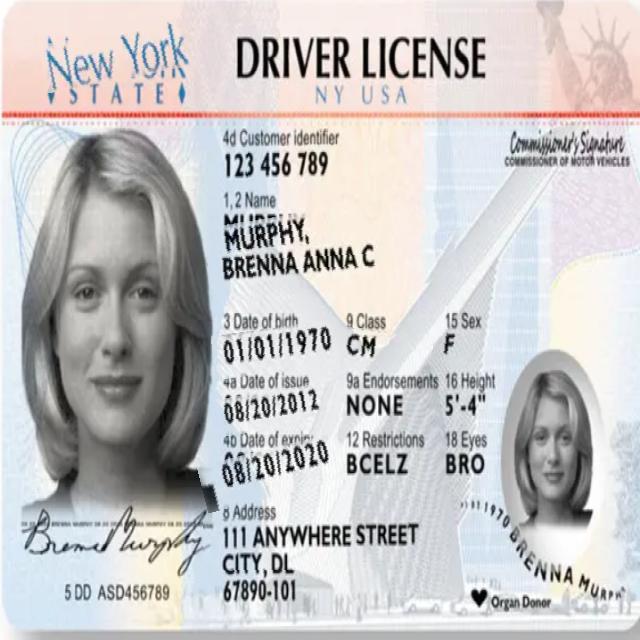 New York
STATE
DRIVER LICENSE
NY USA
Commissioner's Signature
COMMISSIONER OF MOTOR VEHICLES
4d Customer identifier
123 456 789
1, 2 Name
MURPHY,
BRENNA ANNA C
3 Date of birth 9 Class 15 Sex
01/01/1970 CM F
4a Date of issue 9a Endorsements 16 Height
08/20/2012 NONE 5'-4"
4b Date of expiry 12 Restrictions 18 Eyes
08/20/2020 BCELZ BRO
8 Address
111 ANYWHERE STREET
CITY, DL
67890-101
Brenna Murphy
5 DD ASD456789
1970 BRENNA MURPHY
Organ Donor